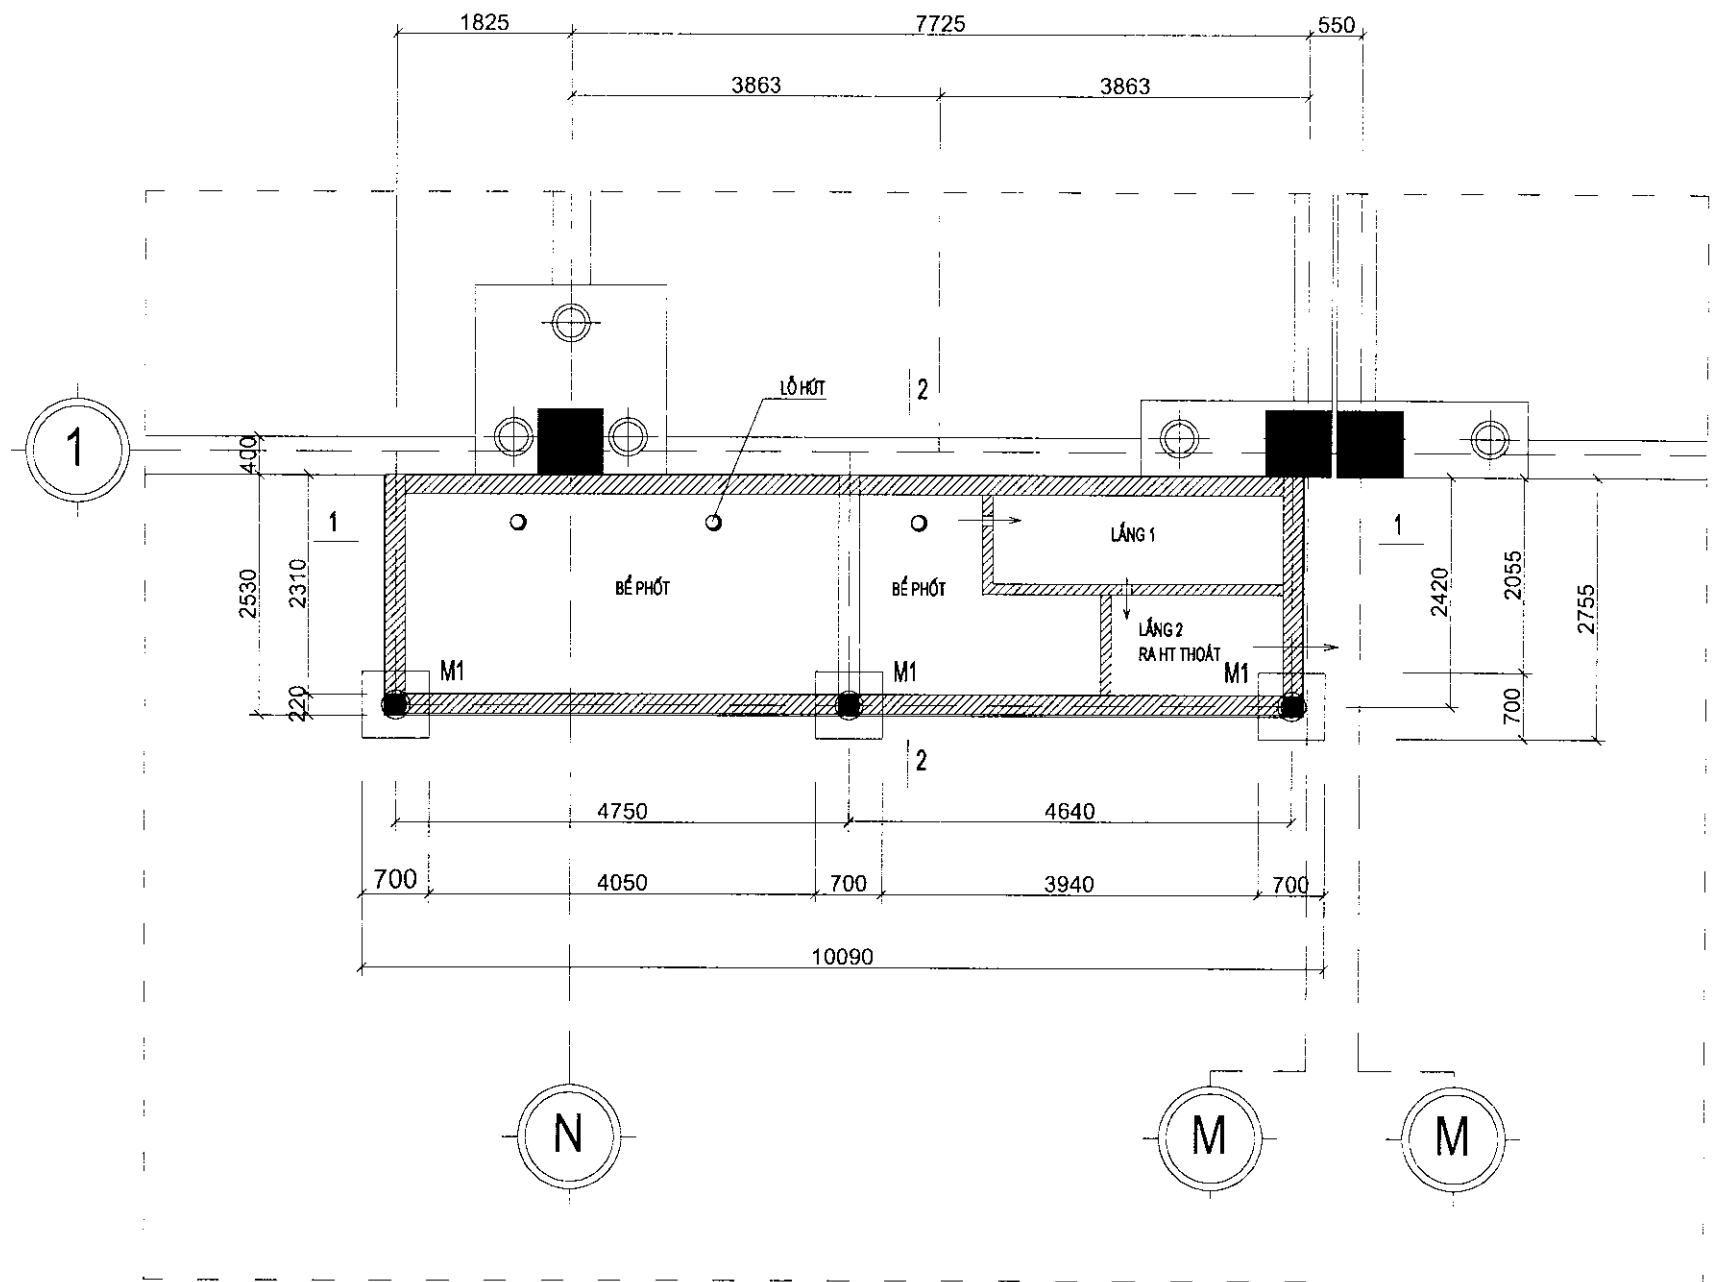 1825
7725
550
3863
3863
LỖ HÚT
2
1
400
1
1
LẮNG 1
2530
2310
BỂ PHỐT
BỂ PHỐT
2420
2055
2755
LẮNG 2
RA HT THOÁT
M1
M1
M1
220
700
2
4750
4640
700
4050
700
3940
700
10090
N
M
M